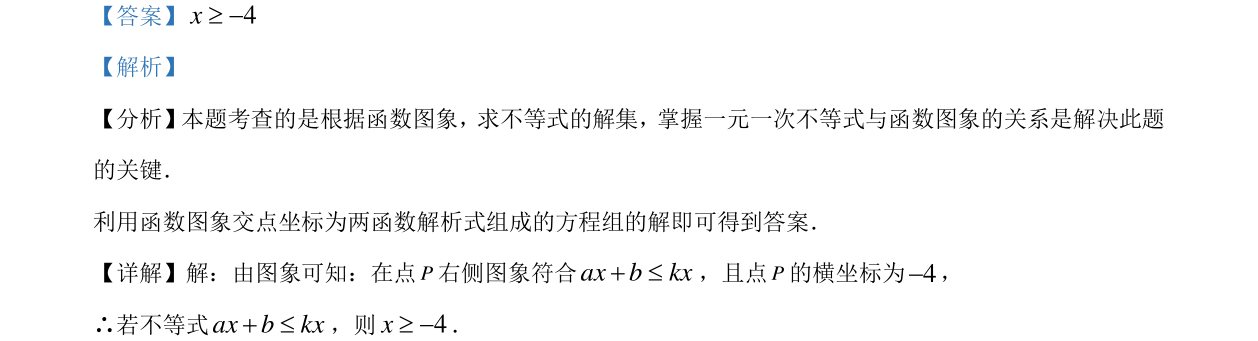 【答案】x ≥ −4
【解析】
【分析】本题考查的是根据函数图象，求不等式的解集，掌握一元一次不等式与函数图象的关系是解决此题
的关键．
利用函数图象交点坐标为两函数解析式组成的方程组的解即可得到答案．
【详解】解：由图象可知：在点 P 右侧图象符合 ax + b ≤ kx ，且点 P 的横坐标为 −4 ，
∴若不等式 ax + b ≤ kx ，则 x ≥ −4 ．